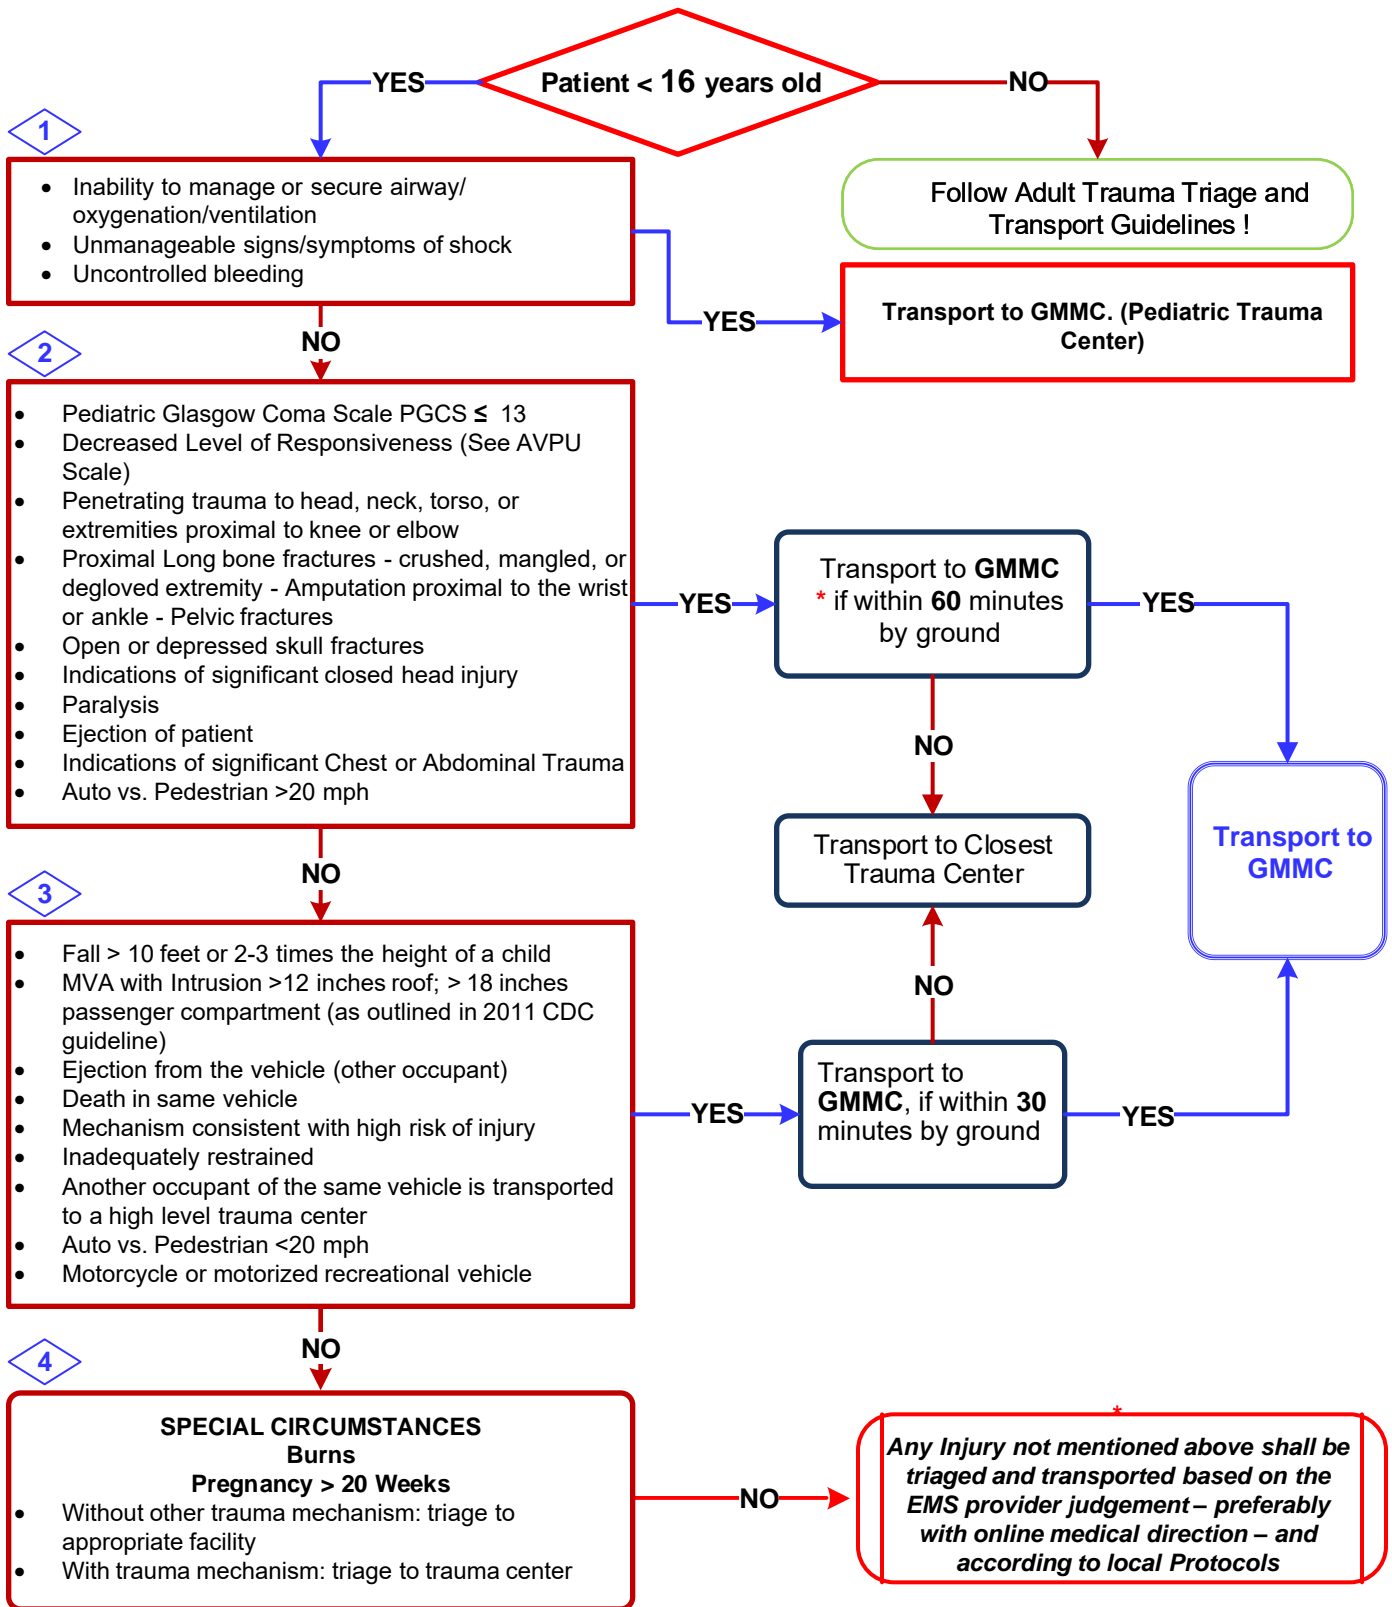 Patient < 16 years old
YES
NO
1
• Inability to manage or secure airway/
oxygenation/ventilation
• Unmanageable signs/symptoms of shock
• Uncontrolled bleeding
Follow Adult Trauma Triage and
Transport Guidelines !
YES
Transport to GMMC. (Pediatric Trauma
Center)
NO
2
• Pediatric Glasgow Coma Scale PGCS ≤ 13
• Decreased Level of Responsiveness (See AVPU
Scale)
• Penetrating trauma to head, neck, torso, or
extremities proximal to knee or elbow
• Proximal Long bone fractures - crushed, mangled, or
degloved extremity - Amputation proximal to the wrist
or ankle - Pelvic fractures
• Open or depressed skull fractures
• Indications of significant closed head injury
• Paralysis
• Ejection of patient
• Indications of significant Chest or Abdominal Trauma
• Auto vs. Pedestrian >20 mph
YES
Transport to GMMC
* if within 60 minutes
by ground
YES
NO
Transport to Closest
Trauma Center
Transport to
GMMC
NO
3
• Fall > 10 feet or 2-3 times the height of a child
• MVA with Intrusion >12 inches roof; > 18 inches
passenger compartment (as outlined in 2011 CDC
guideline)
• Ejection from the vehicle (other occupant)
• Death in same vehicle
• Mechanism consistent with high risk of injury
• Inadequately restrained
• Another occupant of the same vehicle is transported
to a high level trauma center
• Auto vs. Pedestrian <20 mph
• Motorcycle or motorized recreational vehicle
NO
YES
Transport to
GMMC, if within 30
minutes by ground
YES
NO
4
SPECIAL CIRCUMSTANCES
Burns
Pregnancy > 20 Weeks
• Without other trauma mechanism: triage to
appropriate facility
• With trauma mechanism: triage to trauma center
NO
*
Any Injury not mentioned above shall be
triaged and transported based on the
EMS provider judgement – preferably
with online medical direction – and
according to local Protocols